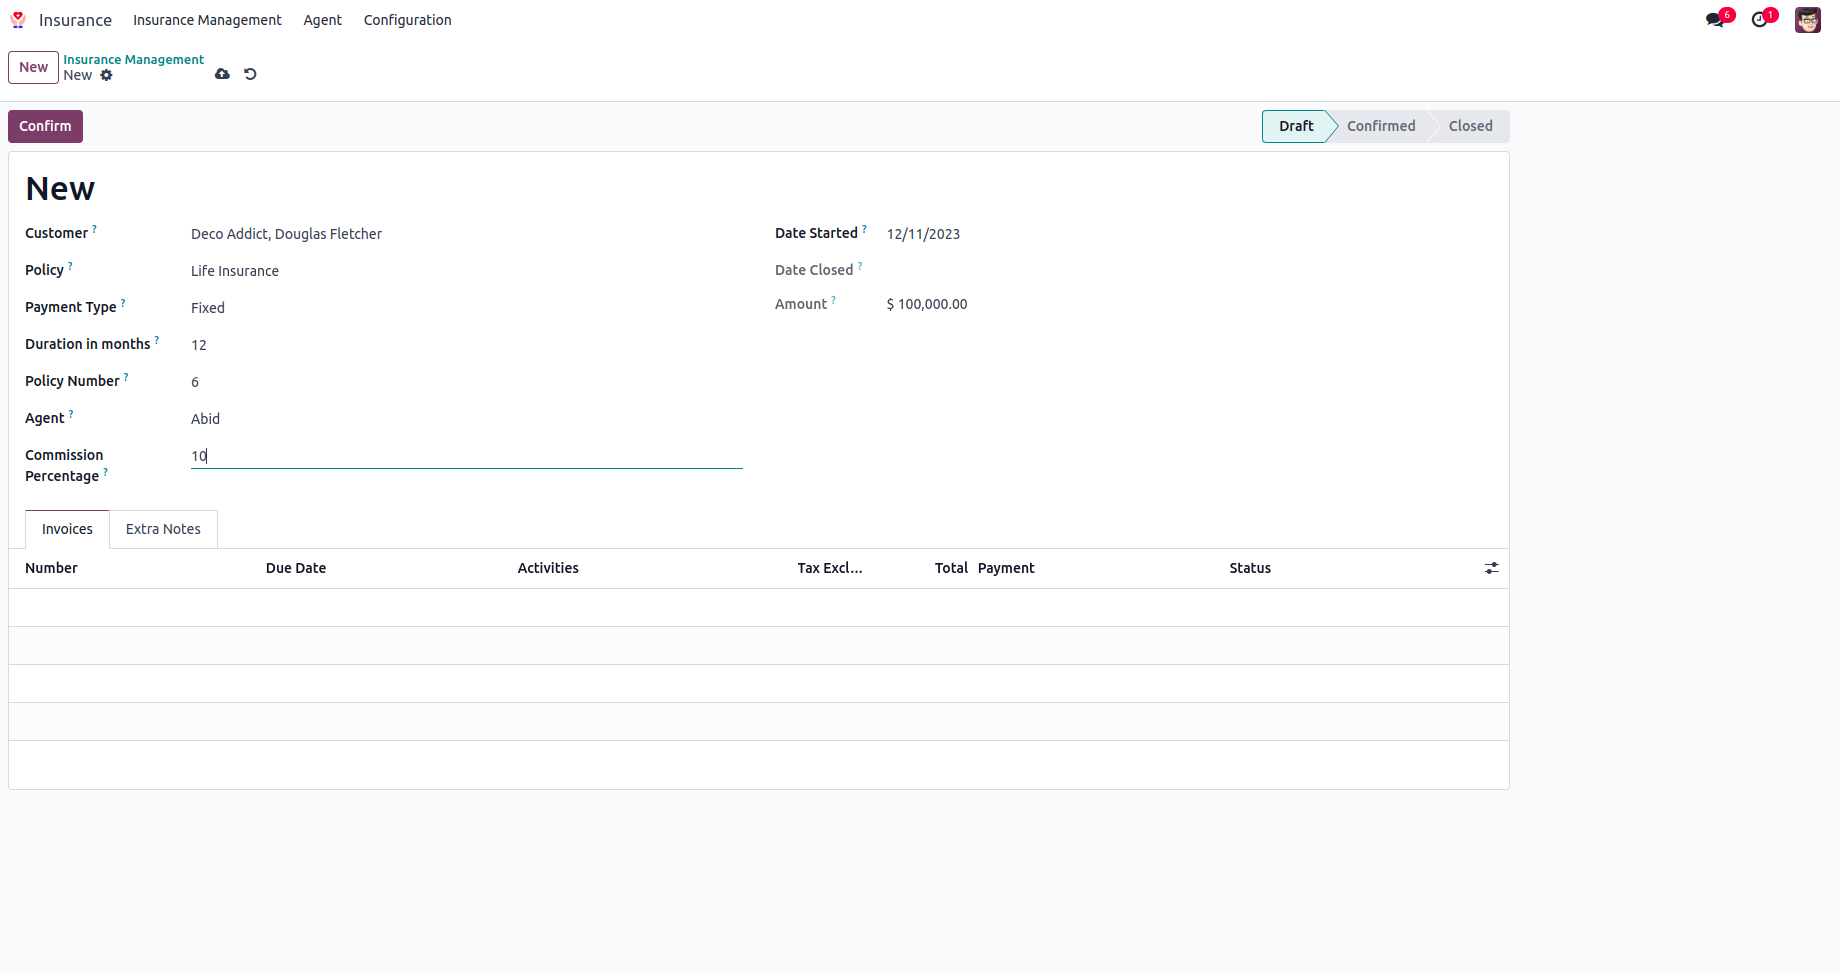 Insurance Insurance Management Agent Configuration 6 1
New Insurance Management
New
Confirm Draft Confirmed Closed
New
Customer ? Deco Addict, Douglas Fletcher Date Started ? 12/11/2023
Policy ? Life Insurance Date Closed ?
Payment Type ? Fixed Amount ? $ 100,000.00
Duration in months ? 12
Policy Number ? 6
Agent ? Abid
Commission Percentage ? 10
Invoices Extra Notes
Number Due Date Activities Tax Excl... Total Payment Status